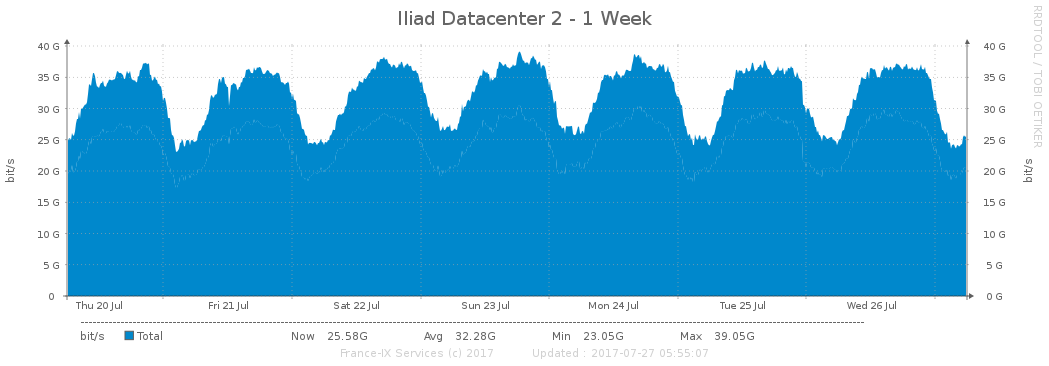 Iliad Datacenter 2 - 1 Week
RRDTOOL / TOBI OETIKER
bit/s
40 G
35 G
30 G
25 G
20 G
15 G
10 G
5 G
0
40 G
35 G
30 G
25 G
20 G
15 G
10 G
5 G
0 G
bit/s
Thu 20 Jul Fri 21 Jul Sat 22 Jul Sun 23 Jul Mon 24 Jul Tue 25 Jul Wed 26 Jul
bit/s Total Now 25.58G Avg 32.28G Min 23.05G Max 39.05G
France-IX Services (c) 2017 Updated : 2017-07-27 05:55:07